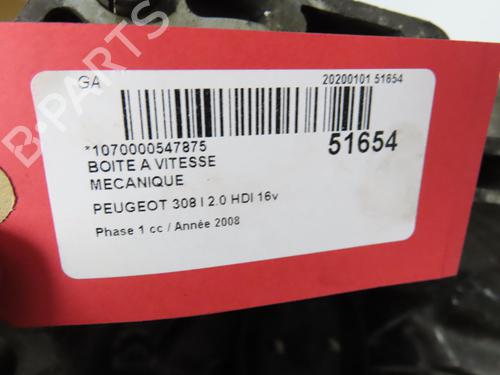 GA 20200101 51654
*1070000547875
51654
BOITE A VITESSE
MECANIQUE
PEUGEOT 308 I 2.0 HDI 16v
Phase 1 cc / Année 2008
B-PARTS